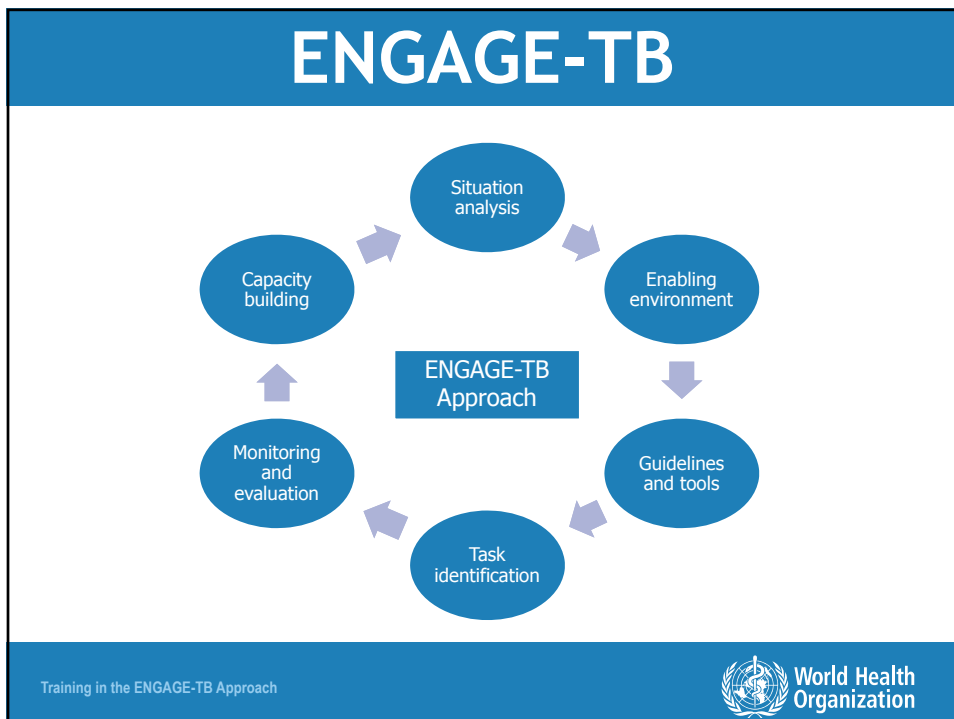 ENGAGE-TB
Situation
analysis
Enabling
environment
Guidelines
and tools
Task
identification
Monitoring
and
evaluation
Capacity
building
ENGAGE-TB
Approach
Training in the ENGAGE-TB Approach
World Health
Organization